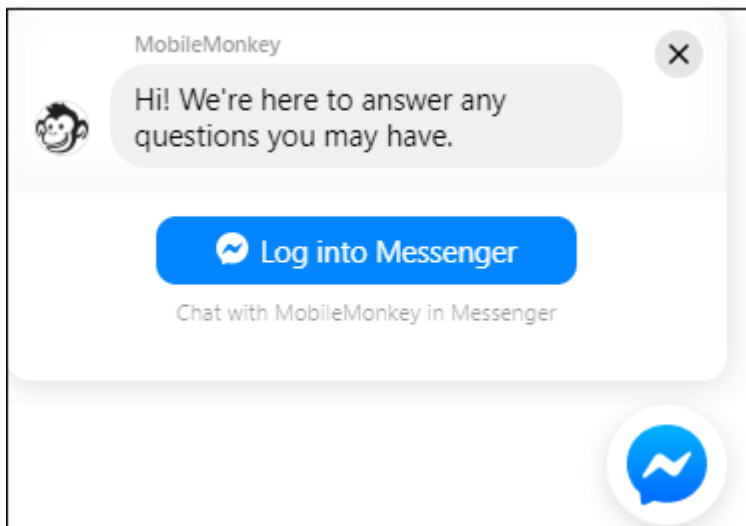 MobileMonkey
Hi! We're here to answer any
questions you may have.
Log into Messenger
Chat with MobileMonkey in Messenger